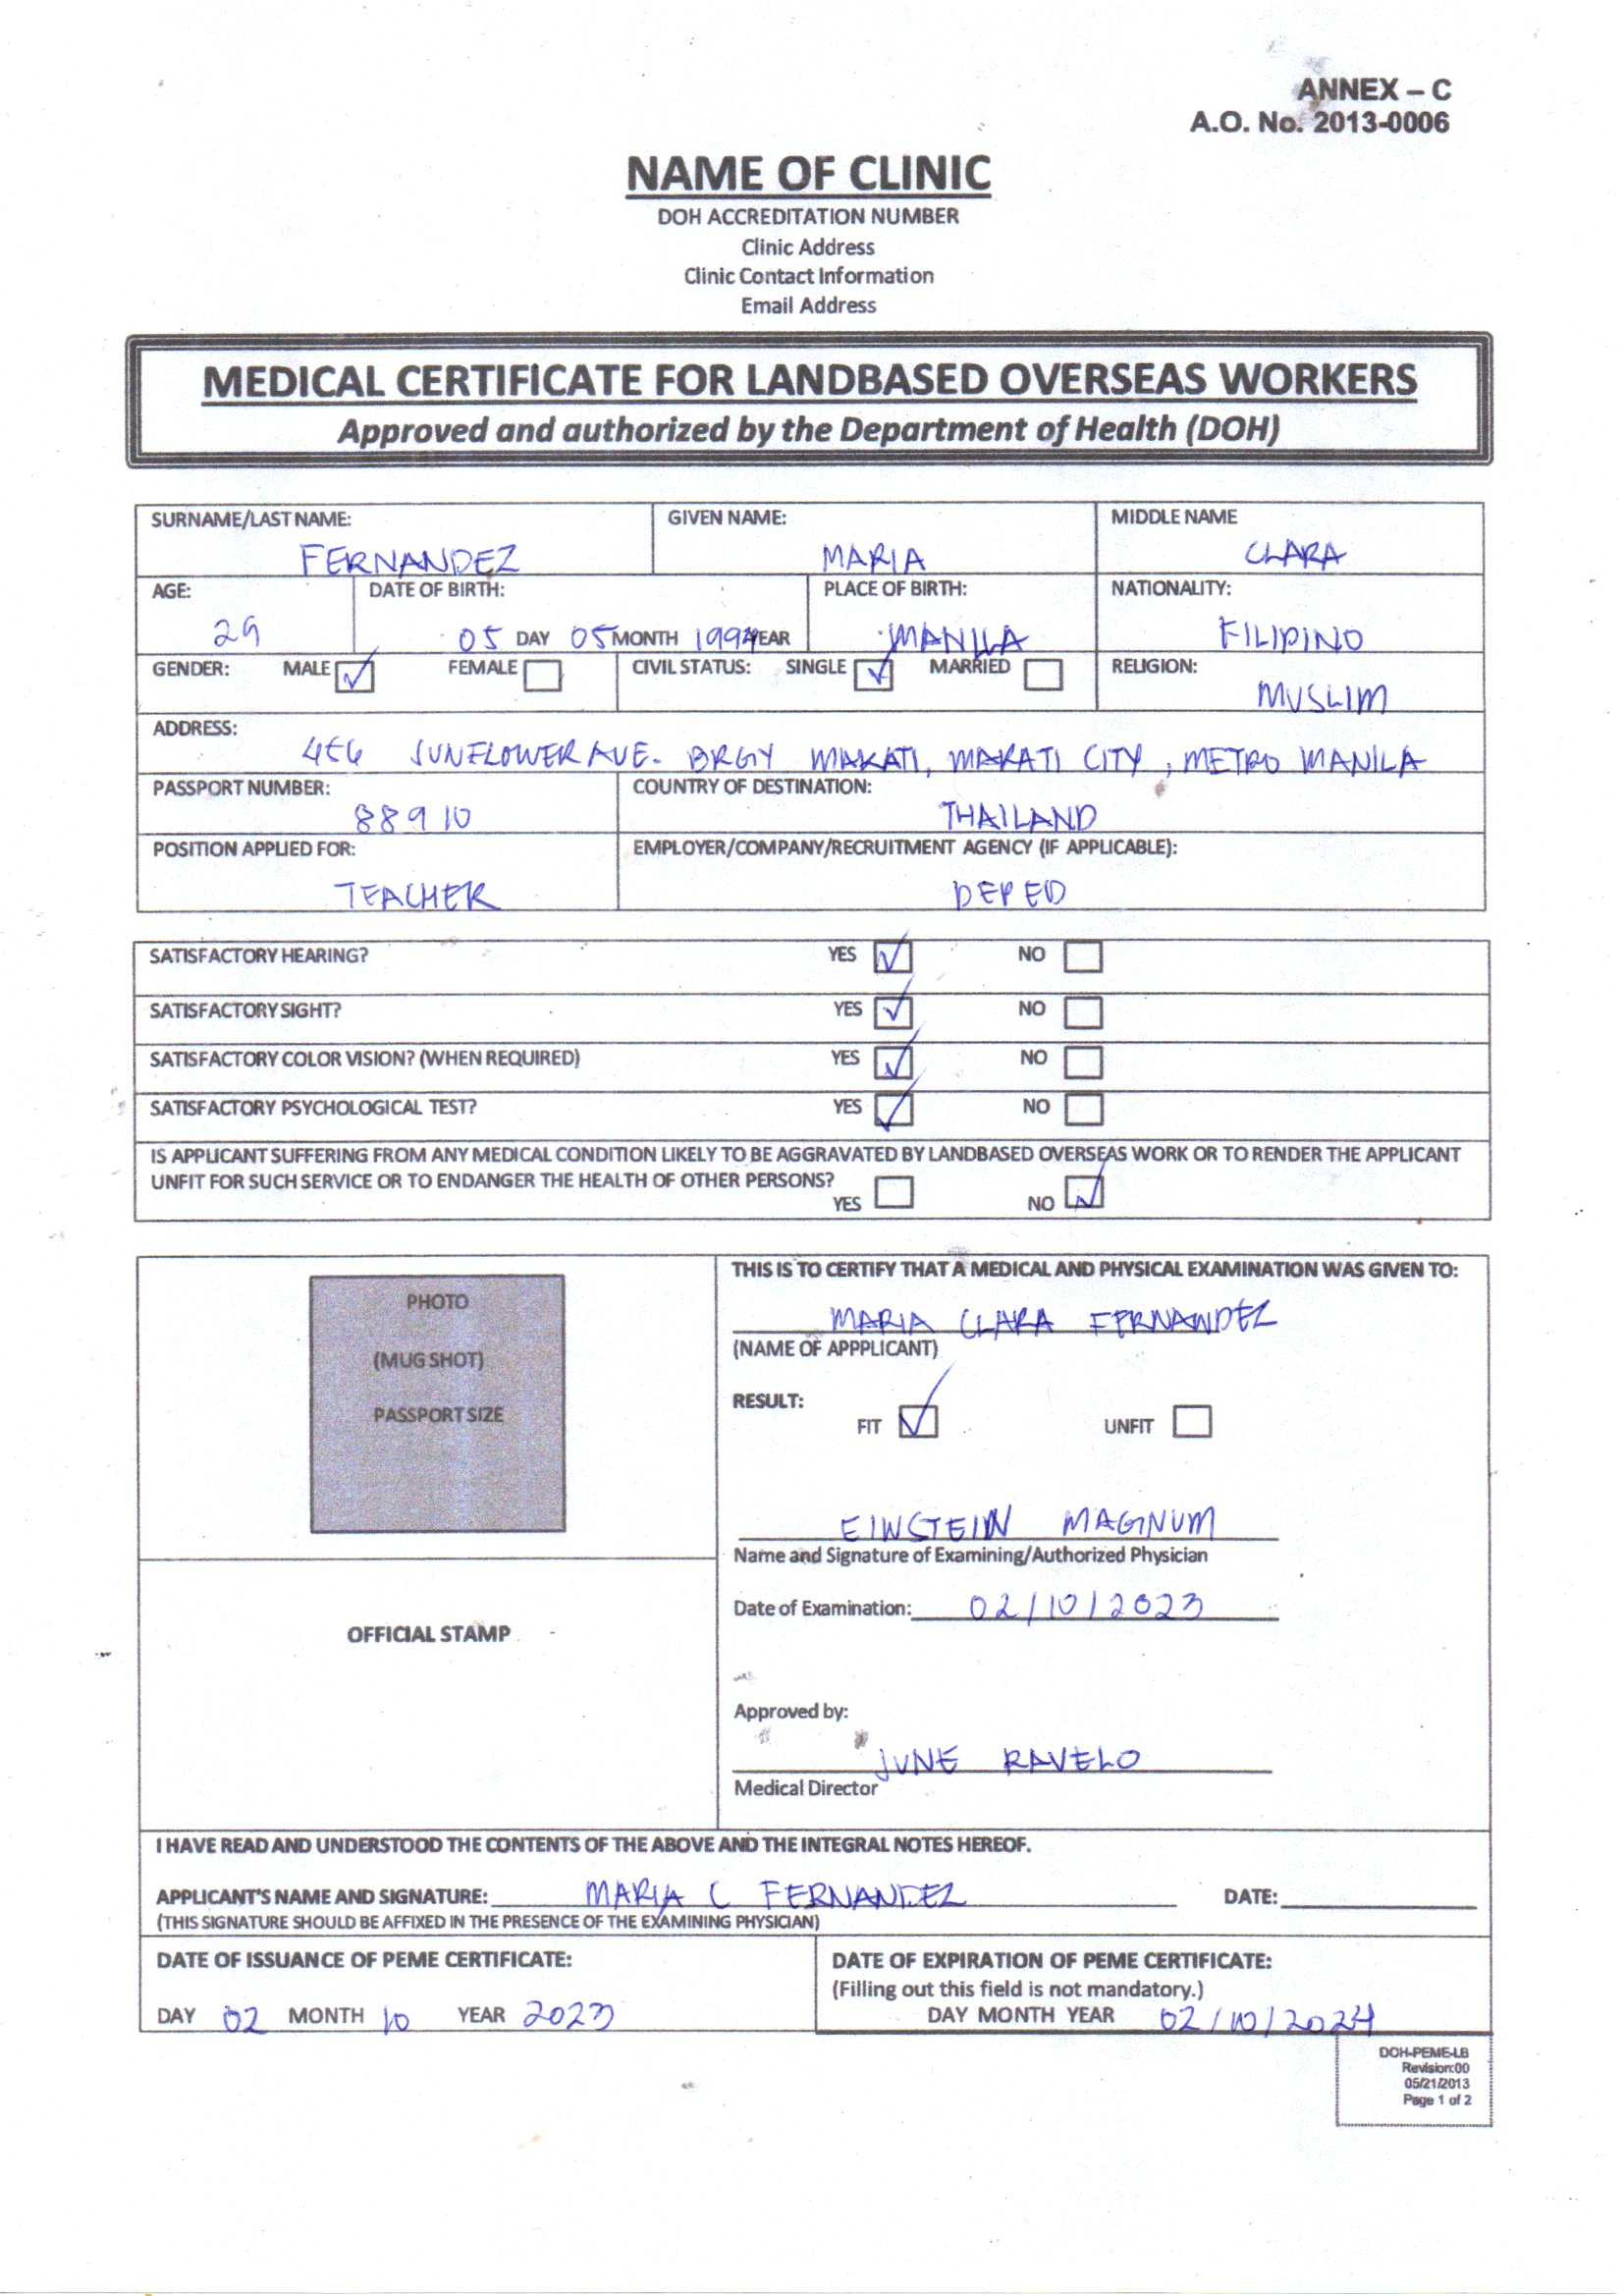 ANNEX – C
A.O. No. 2013-0006
NAME OF CLINIC
DOH ACCREDITATION NUMBER
Clinic Address
Clinic Contact Information
Email Address
MEDICAL CERTIFICATE FOR LANDBASED OVERSEAS WORKERS
Approved and authorized by the Department of Health (DOH)
SURNAME/LAST NAME: GIVEN NAME: MIDDLE NAME
FERNANDEZ MARIA CLARA
AGE: DATE OF BIRTH: PLACE OF BIRTH: NATIONALITY:
29 05 DAY 05 MONTH 1994 YEAR MANILA FILIPINO
GENDER: MALE ✓ FEMALE CIVIL STATUS: SINGLE ✓ MARRIED RELIGION:
MUSLIM
ADDRESS:
456 SUNFLOWER AVE. BRGY MAKATI, MAKATI CITY, METRO MANILA
PASSPORT NUMBER: COUNTRY OF DESTINATION:
88910 THAILAND
POSITION APPLIED FOR: EMPLOYER/COMPANY/RECRUITMENT AGENCY (IF APPLICABLE):
TEACHER DEPED
SATISFACTORY HEARING? YES ✓ NO
SATISFACTORY SIGHT? YES ✓ NO
SATISFACTORY COLOR VISION? (WHEN REQUIRED) YES ✓ NO
SATISFACTORY PSYCHOLOGICAL TEST? YES ✓ NO
IS APPLICANT SUFFERING FROM ANY MEDICAL CONDITION LIKELY TO BE AGGRAVATED BY LANDBASED OVERSEAS WORK OR TO RENDER THE APPLICANT
UNFIT FOR SUCH SERVICE OR TO ENDANGER THE HEALTH OF OTHER PERSONS?
YES NO ✓
PHOTO
(MUG SHOT)
PASSPORT SIZE
OFFICIAL STAMP
THIS IS TO CERTIFY THAT A MEDICAL AND PHYSICAL EXAMINATION WAS GIVEN TO:
MARIA CLARA FERNANDEZ
(NAME OF APPPLICANT)
RESULT:
FIT ✓ UNFIT
EINSTEIN MAGNUM
Name and Signature of Examining/Authorized Physician
Date of Examination: 02/10/2023
Approved by:
JUNE RAVELO
Medical Director
I HAVE READ AND UNDERSTOOD THE CONTENTS OF THE ABOVE AND THE INTEGRAL NOTES HEREOF.
APPLICANT'S NAME AND SIGNATURE: MARIA C FERNANDEZ DATE:
(THIS SIGNATURE SHOULD BE AFFIXED IN THE PRESENCE OF THE EXAMINING PHYSICIAN)
DATE OF ISSUANCE OF PEME CERTIFICATE:
DAY 02 MONTH 10 YEAR 2023
DATE OF EXPIRATION OF PEME CERTIFICATE:
(Filling out this field is not mandatory.)
DAY MONTH YEAR 02/10/2024
DOH-PEME-LB
Revision:00
05/21/2013
Page 1 of 2